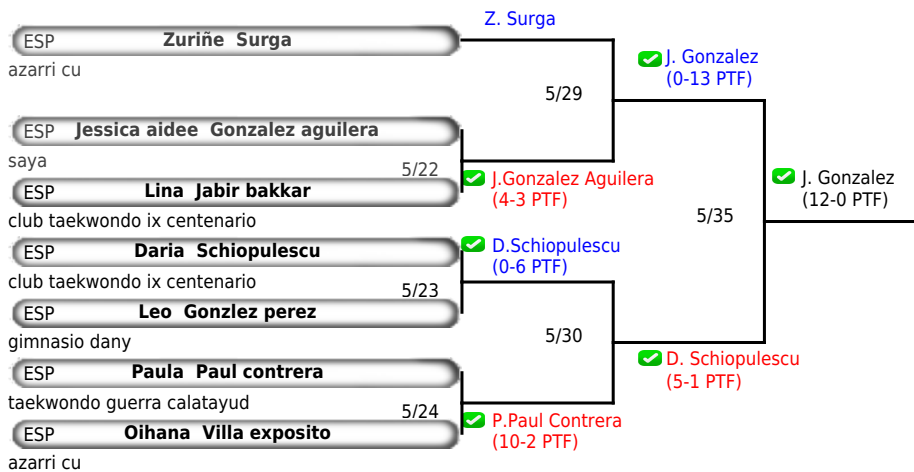 Z. Surga
ESP Zuriñe Surga
azarri cu
J. Gonzalez
(0-13 PTF)
5/29
ESP Jessica aidee Gonzalez aguilera
saya
5/22
J.Gonzalez Aguilera
(4-3 PTF)
ESP Lina Jabir bakkar
club taekwondo ix centenario
J. Gonzalez
(12-0 PTF)
5/35
ESP Daria Schiopulescu
club taekwondo ix centenario
D.Schiopulescu
(0-6 PTF)
5/23
ESP Leo Gonzlez perez
gimnasio dany
5/30
D. Schiopulescu
(5-1 PTF)
ESP Paula Paul contrera
taekwondo guerra calatayud
5/24
P.Paul Contrera
(10-2 PTF)
ESP Oihana Villa exposito
azarri cu